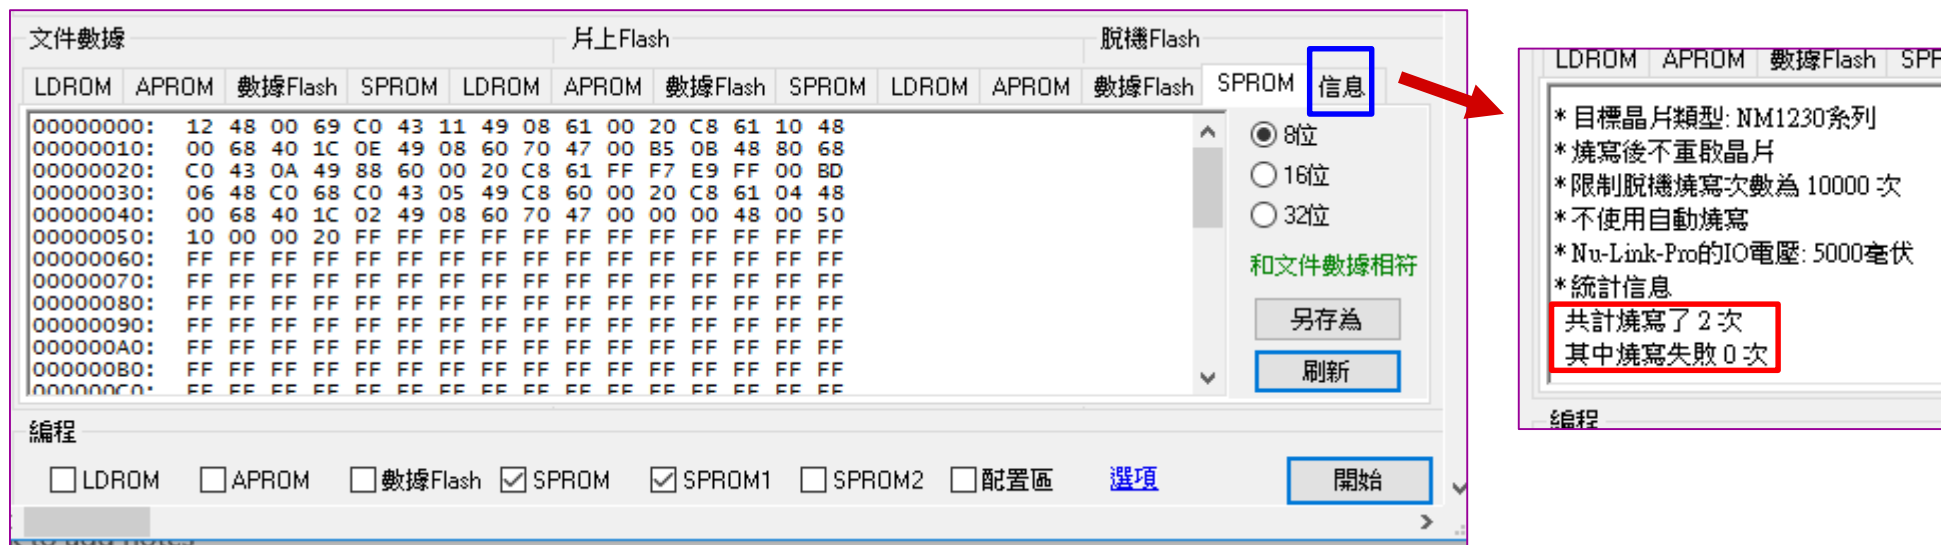 文件數據 片上Flash 脫機Flash
LDROM APROM 數據Flash SPROM LDROM APROM 數據Flash SPROM LDROM APROM 數據Flash SPROM 信息
00000000: 12 48 00 69 C0 43 11 49 08 61 00 20 C8 61 10 48
00000010: 00 68 40 1C 0E 49 08 60 70 47 00 B5 0B 48 80 68
00000020: C0 43 0A 49 88 60 00 20 C8 61 FF F7 E9 FF 00 BD
00000030: 06 48 C0 68 C0 43 05 49 C8 60 00 20 C8 61 04 48
00000040: 00 68 40 1C 02 49 08 60 70 47 00 00 00 48 00 50
00000050: 10 00 00 20 FF FF FF FF FF FF FF FF FF FF FF FF
00000060: FF FF FF FF FF FF FF FF FF FF FF FF FF FF FF FF
00000070: FF FF FF FF FF FF FF FF FF FF FF FF FF FF FF FF
00000080: FF FF FF FF FF FF FF FF FF FF FF FF FF FF FF FF
00000090: FF FF FF FF FF FF FF FF FF FF FF FF FF FF FF FF
000000A0: FF FF FF FF FF FF FF FF FF FF FF FF FF FF FF FF
000000B0: FF FF FF FF FF FF FF FF FF FF FF FF FF FF FF FF
000000C0: FF FF FF FF FF FF FF FF FF FF FF FF FF FF FF FF
8位
16位
32位
和文件數據相符
另存為
刷新
編程
LDROM APROM 數據Flash SPROM SPROM1 SPROM2 配置區 選項 開始
LDROM APROM 數據Flash SPR
* 目標晶片類型: NM1230系列
* 燒寫後不重啟晶片
* 限制脫機燒寫次數為 10000 次
* 不使用自動燒寫
* Nu-Link-Pro的IO電壓: 5000毫伏
* 統計信息
共計燒寫了 2 次
其中燒寫失敗 0 次
編程